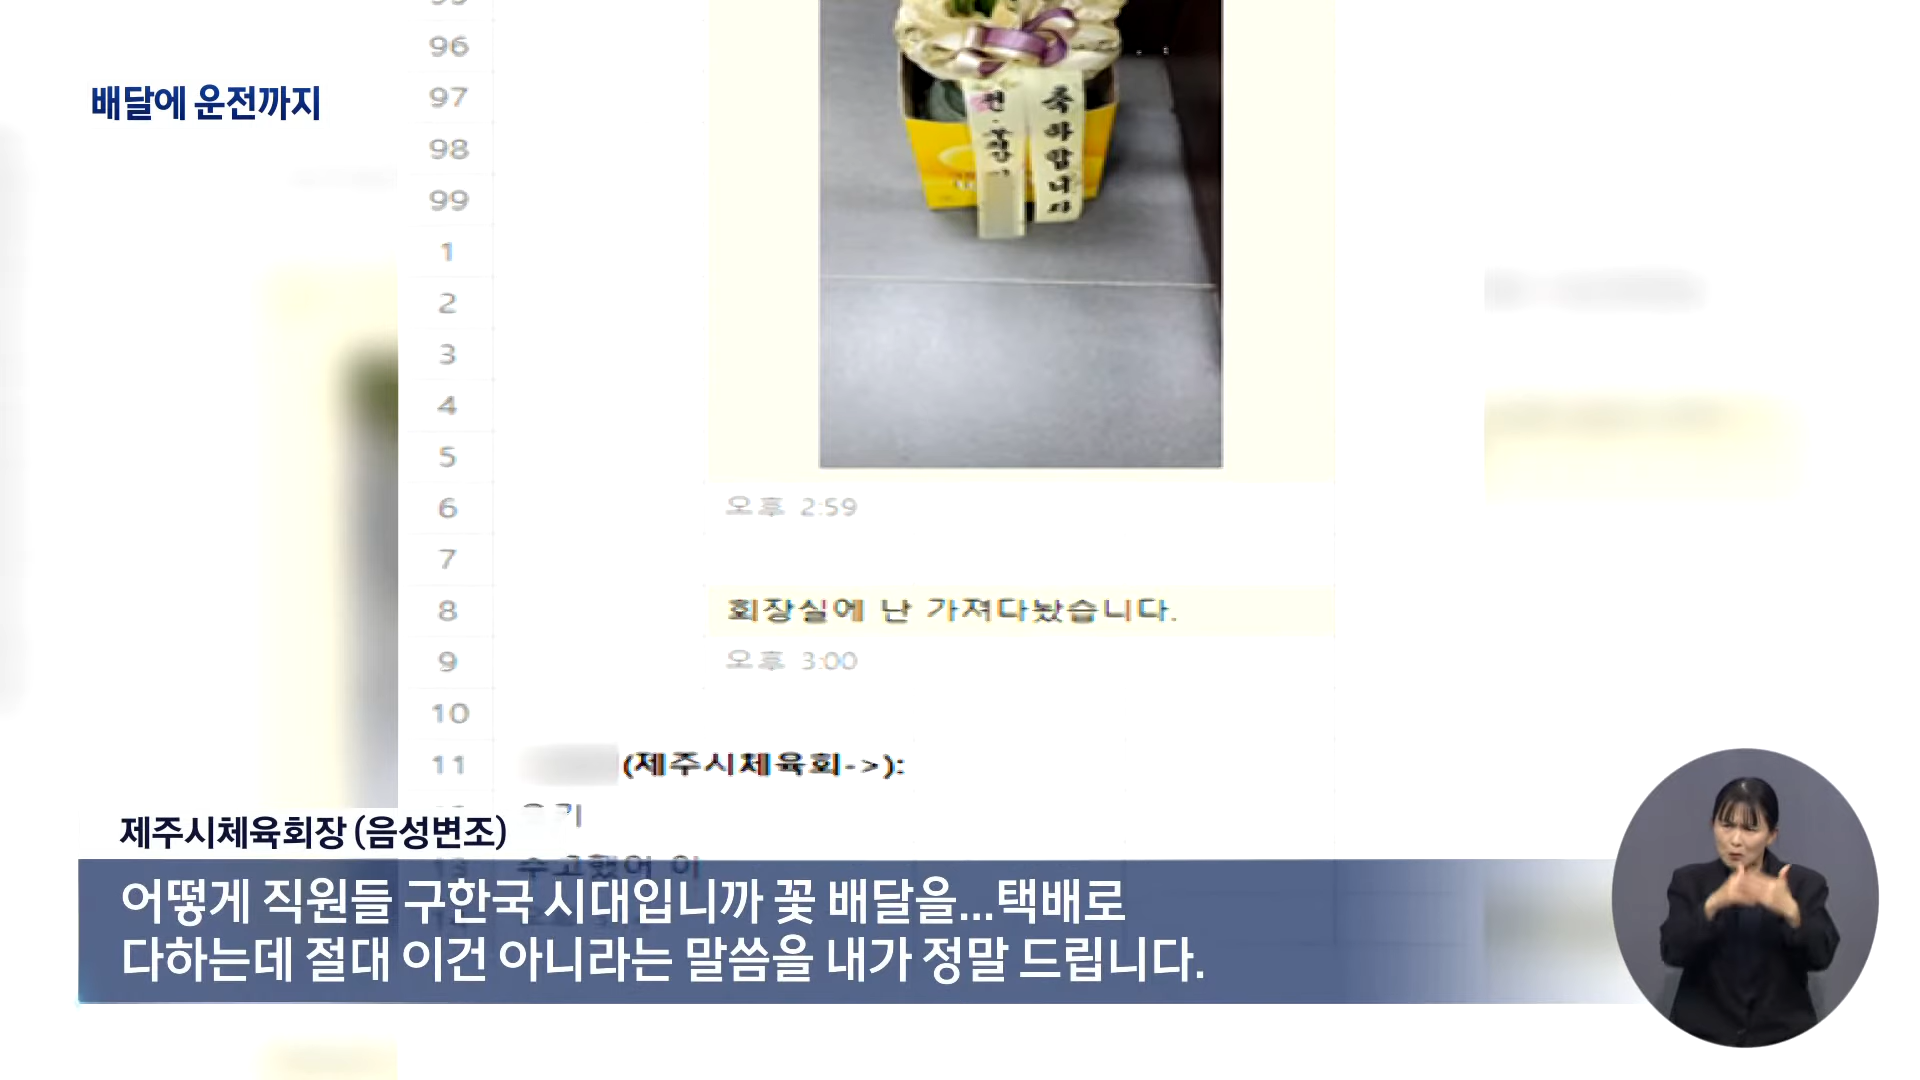 배달에 운전까지
96
97
98
99
1
2
3
4
5
6
7
8
9
10
11
축하합니다
오후 2:59
회장실에 난 가져다놨습니다.
오후 3:00
(제주시체육회->):
수고했어 이
제주시체육회장 (음성변조)
어떻게 직원들 구한국 시대입니까 꽃 배달을...택배로
다하는데 절대 이건 아니라는 말씀을 내가 정말 드립니다.